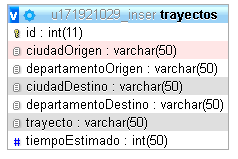 v u171921029_inser trayectos
id : int(11)
ciudadOrigen : varchar(50)
departamentoOrigen : varchar(50)
ciudadDestino : varchar(50)
departamentoDestino : varchar(50)
trayecto : varchar(50)
# tiempoEstimado : int(50)